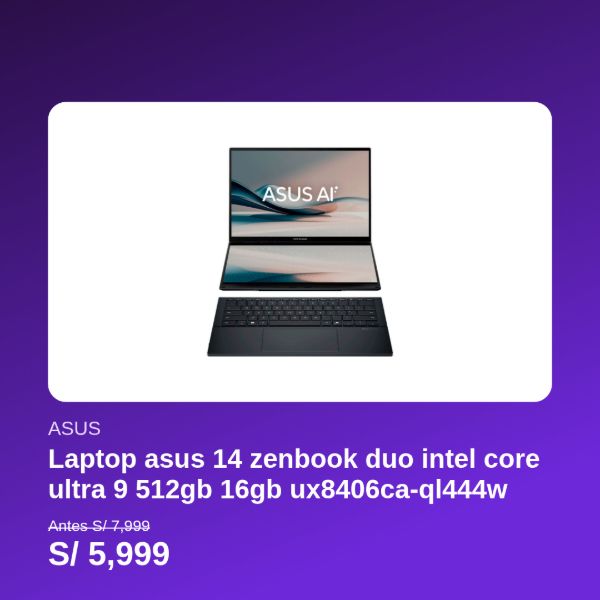 ASUS AI
ASUS
Laptop asus 14 zenbook duo intel core
ultra 9 512gb 16gb ux8406ca-ql444w
Antes S/ 7,999
S/ 5,999